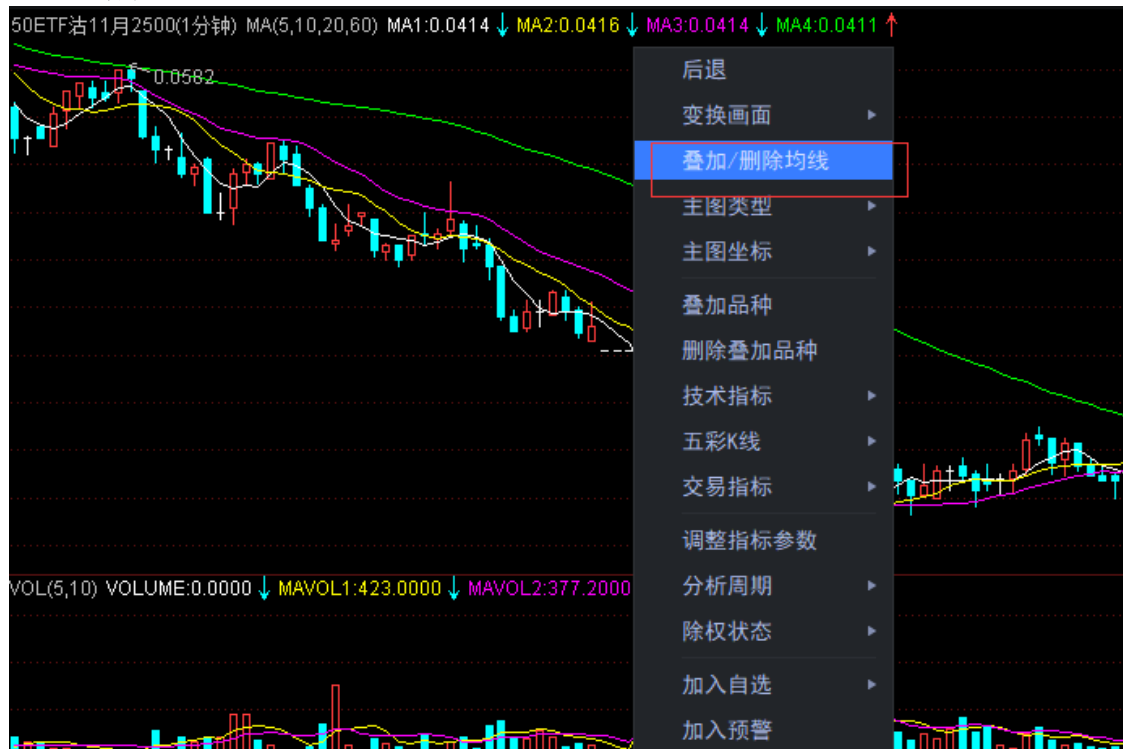 50ETF沽11月2500(1分钟) MA(5,10,20,60) MA1:0.0414↓ MA2:0.0416↓ MA3:0.0414↓ MA4:0.0411↑
0.0582
后退
变换画面
叠加/删除均线
主图类型
主图坐标
叠加品种
删除叠加品种
技术指标
五彩K线
交易指标
调整指标参数
VOL(5,10) VOLUME:0.0000↓ MAVOL1:423.0000↓ MAVOL2:377.2000
分析周期
除权状态
加入自选
加入预警